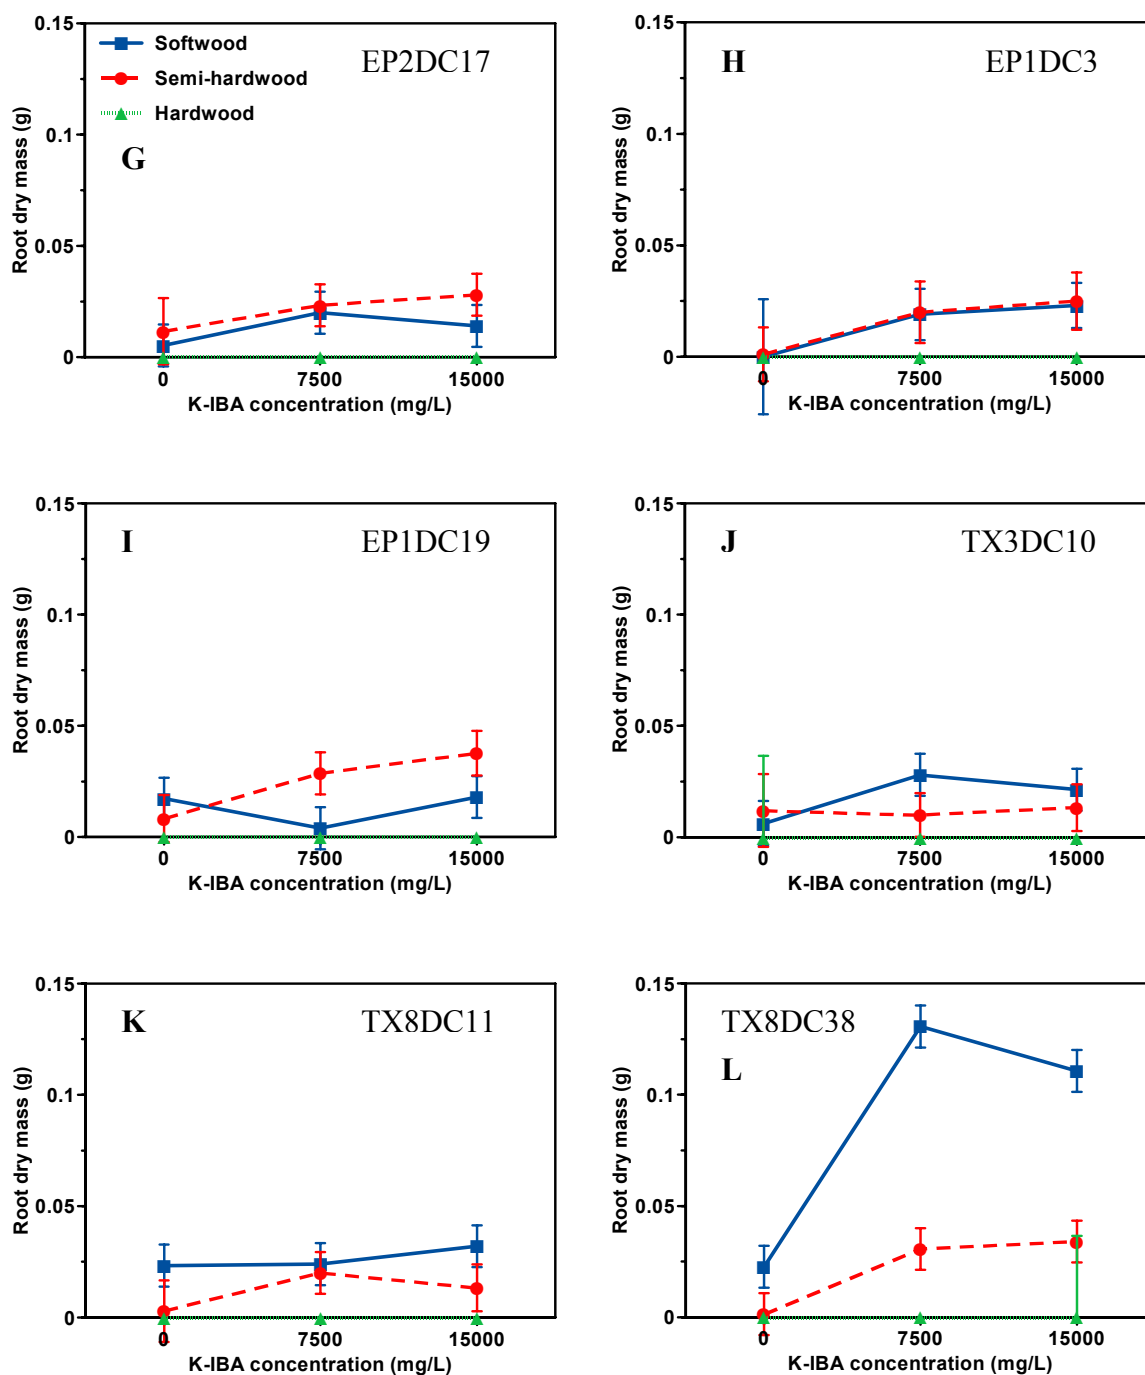 0.15
Softwood
Semi-hardwood
Hardwood
EP2DC17
G
0.1
0.05
0
Root dry mass (g)
0 7500 15000
K-IBA concentration (mg/L)
0.15
H EP1DC3
0.1
0.05
0
Root dry mass (g)
0 7500 15000
K-IBA concentration (mg/L)
0.15
I EP1DC19
0.1
0.05
0
Root dry mass (g)
0 7500 15000
K-IBA concentration (mg/L)
0.15
J TX3DC10
0.1
0.05
0
Root dry mass (g)
0 7500 15000
K-IBA concentration (mg/L)
0.15
K TX8DC11
0.1
0.05
0
Root dry mass (g)
0 7500 15000
K-IBA concentration (mg/L)
0.15
TX8DC38
L
0.1
0.05
0
Root dry mass (g)
0 7500 15000
K-IBA concentration (mg/L)